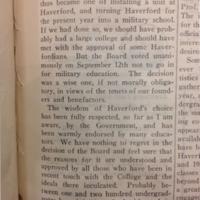 thus become one of installing a unit at
Haverford, and turning Haverford for
the present year into a military school.
If we had done so, we should have prob-
ably had a large college and should have
met with the approval of some Haver-
fordians. But the Board voted unani-
mously on September 12th not to go in
for military education. The decision
was a wise one, if not morally obliga-
tory, in views of the tenets of our found-
ers and benefactors.
The wisdom of Haverford's choice
has been fully respected, so far as I am
aware, by the Government, and has
been warmly endorsed by many educa-
tors. We have nothing to regret in the
decision of the Board and feel sure that
the reasons for it are understood and
approved by all those who have been in
recent touch with the College and the
ideals there inculcated. Probably be-
tween one and two hundred undergrad-